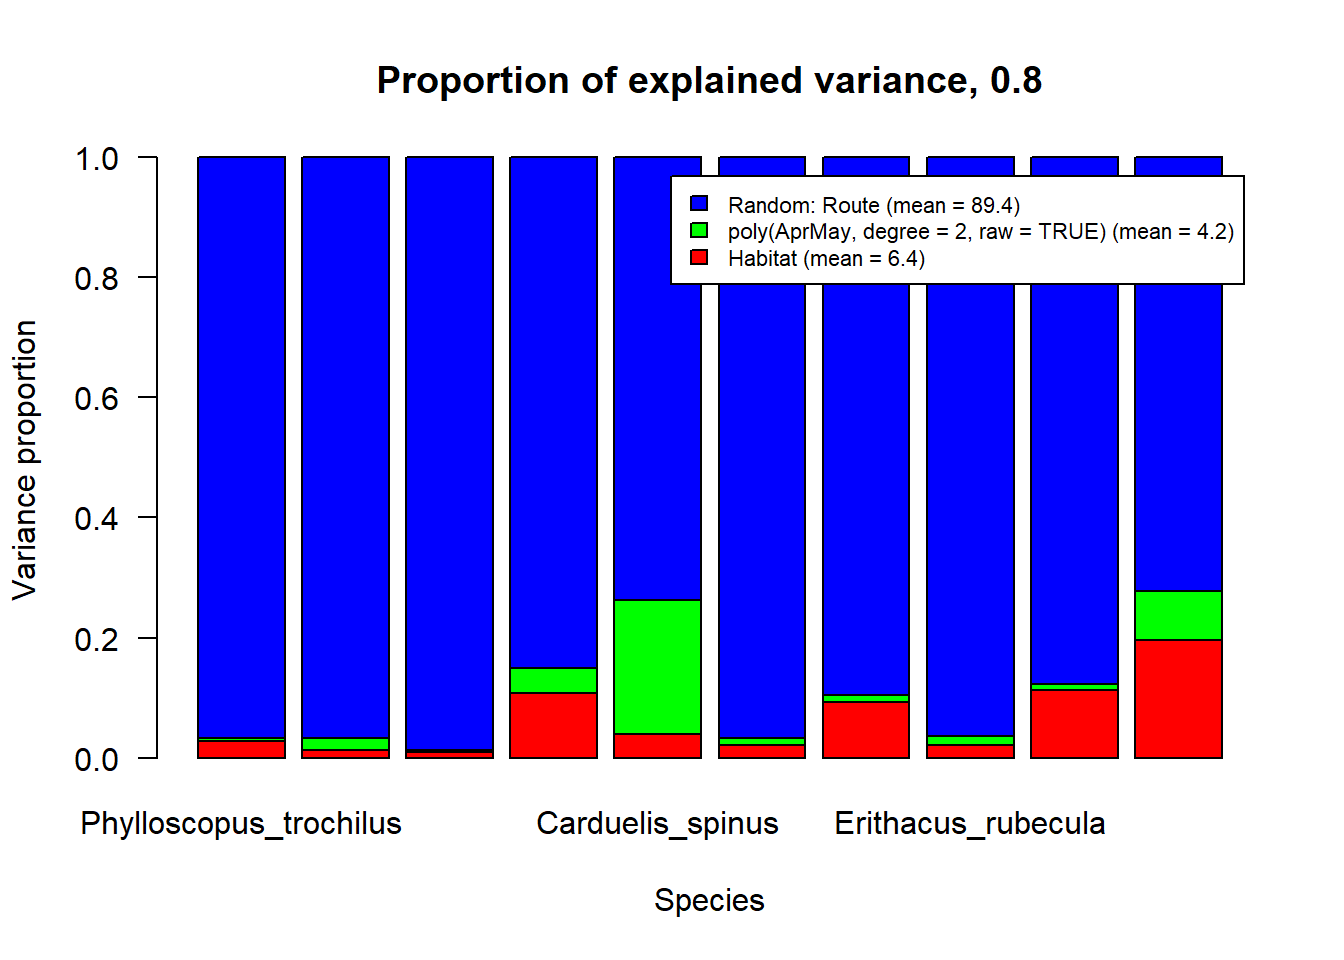 Proportion of explained variance, 0.8
Variance proportion
1.0
0.8
0.6
0.4
0.2
0.0
Random: Route (mean = 89.4)
poly(AprMay, degree = 2, raw = TRUE) (mean = 4.2)
Habitat (mean = 6.4)
Phylloscopus_trochilus
Carduelis_spinus
Erithacus_rubecula
Species